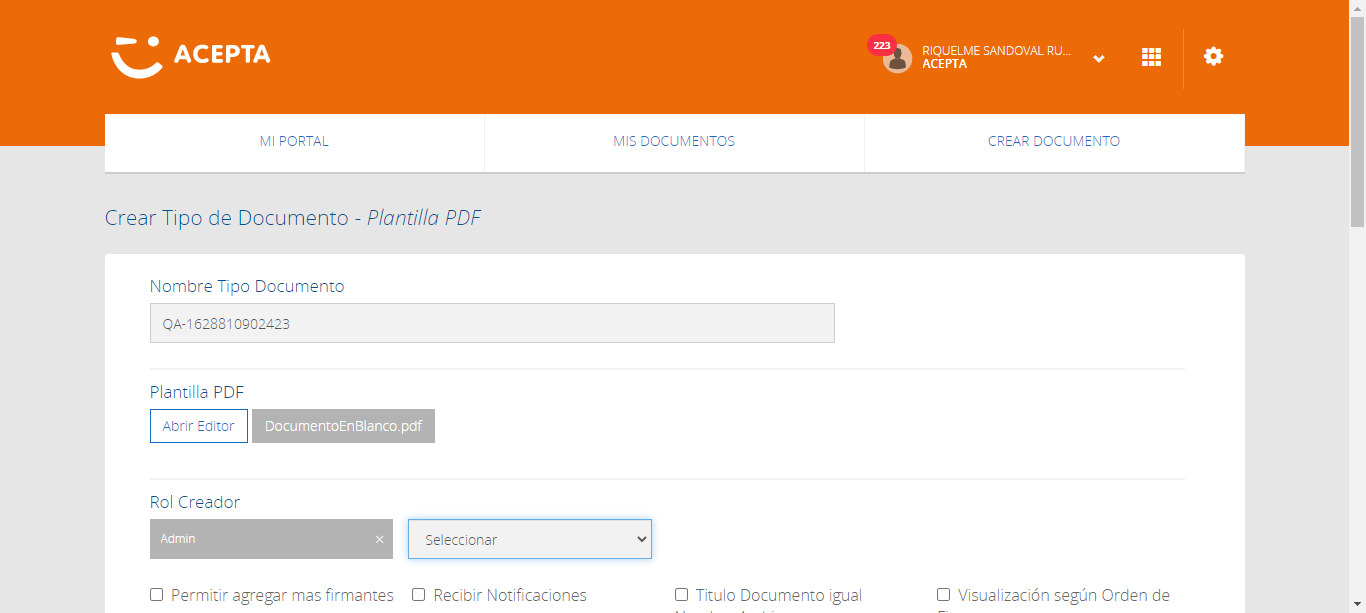 ACEPTA
223
RIQUELME SANDOVAL RU...
ACEPTA
MI PORTAL
MIS DOCUMENTOS
CREAR DOCUMENTO
Crear Tipo de Documento - Plantilla PDF
Nombre Tipo Documento
QA-1628810902423
Plantilla PDF
Abrir Editor
DocumentoEnBlanco.pdf
Rol Creador
Admin ×
Seleccionar
Permitir agregar mas firmantes
Recibir Notificaciones
Titulo Documento igual
Visualización según Orden de